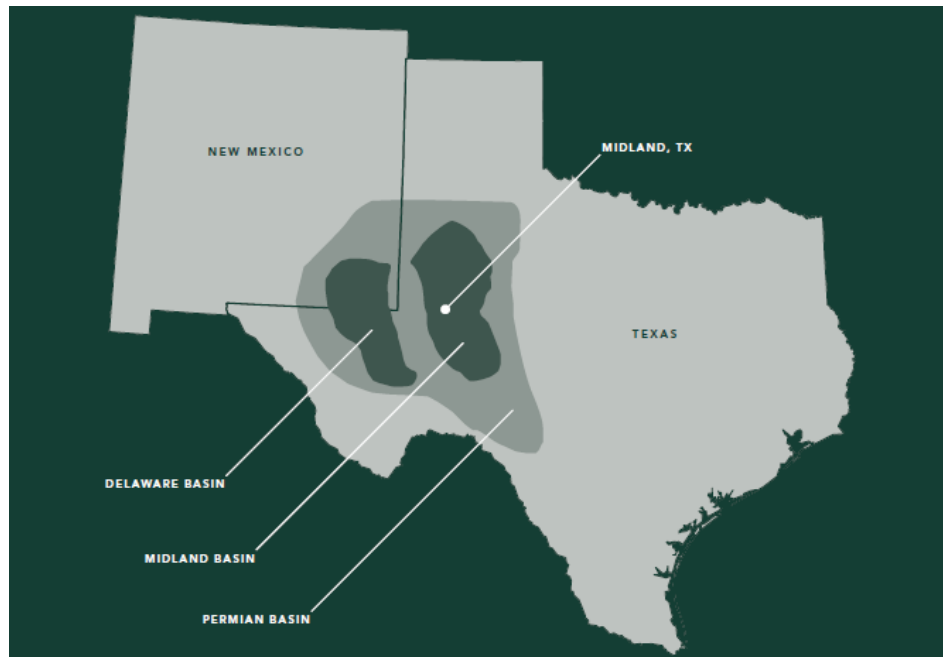 MIDLAND, TX
NEW MEXICO
TEXAS
DELAWARE BASIN
MIDLAND BASIN
PERMIAN BASIN